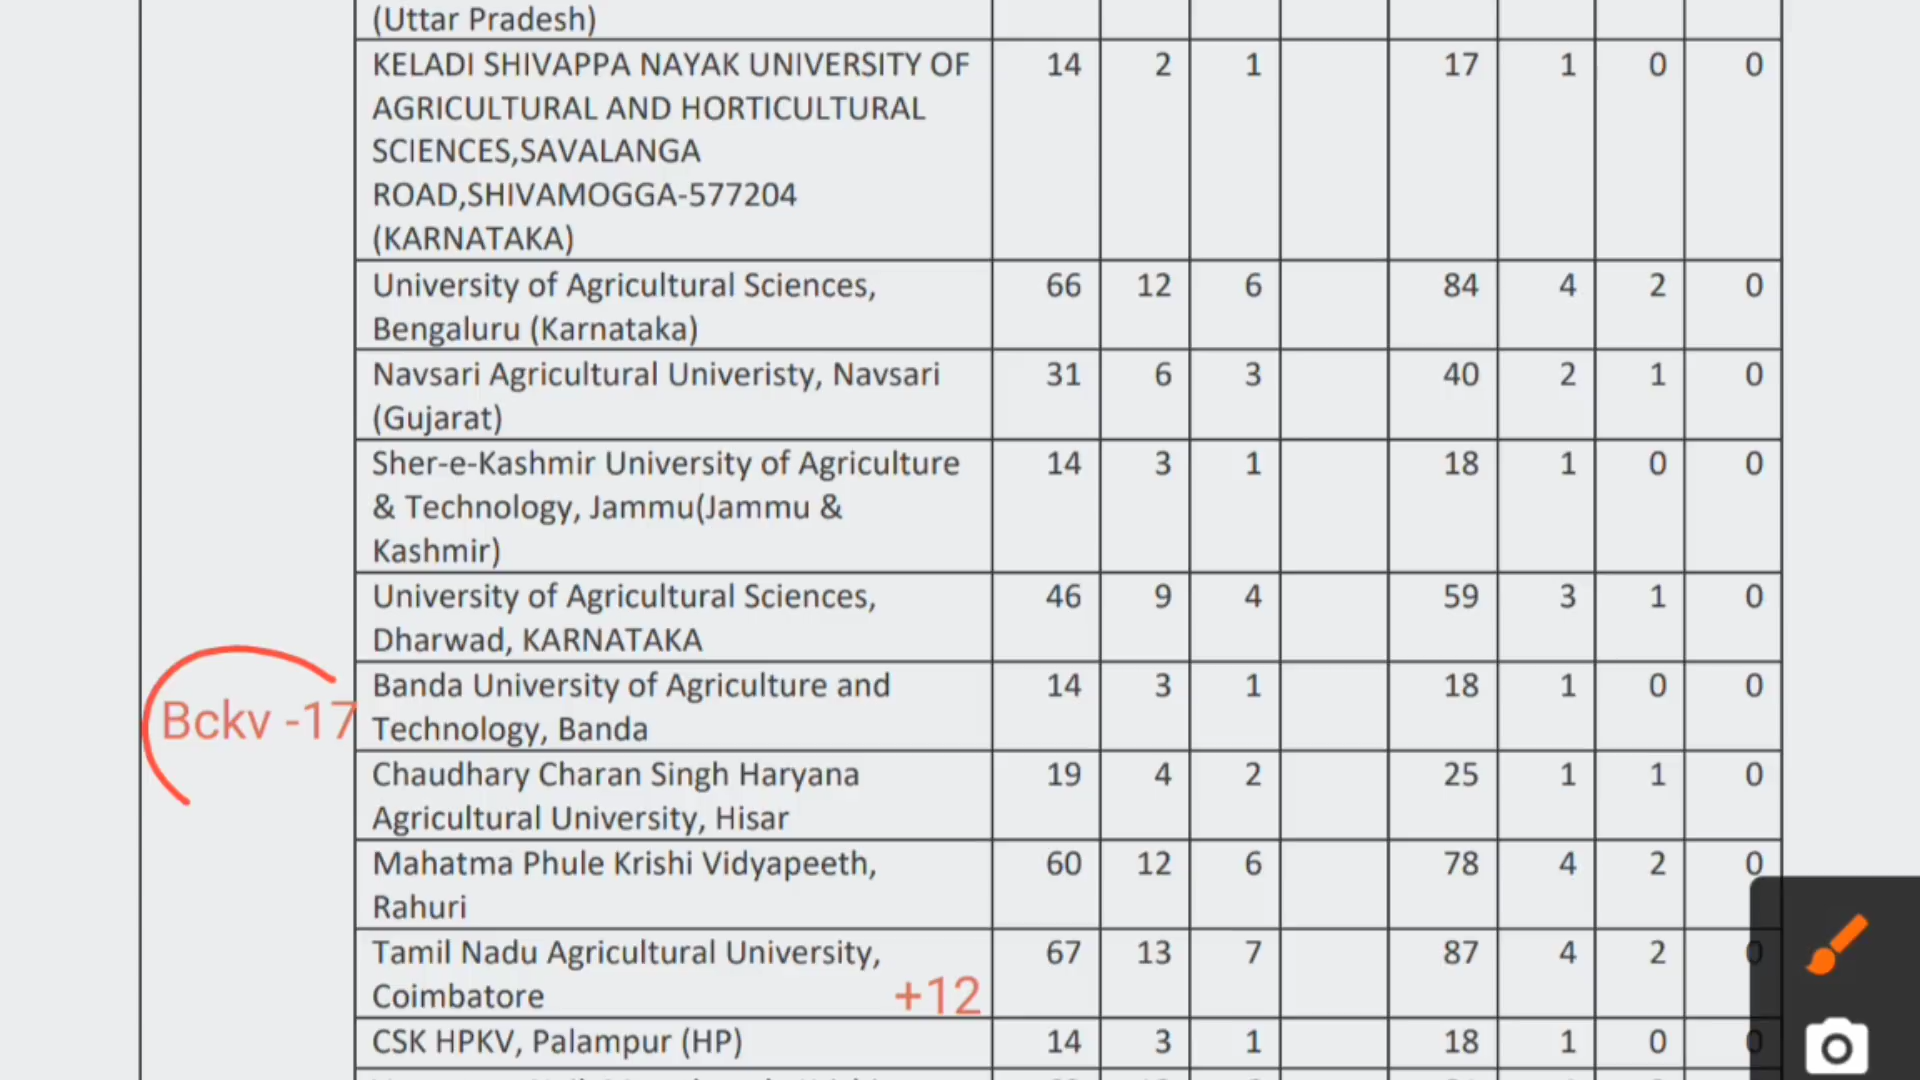 (Uttar Pradesh)
KELADI SHIVAPPA NAYAK UNIVERSITY OF 14 2 1 17 1 0 0
AGRICULTURAL AND HORTICULTURAL
SCIENCES,SAVALANGA
ROAD,SHIVAMOGGA-577204
(KARNATAKA)
University of Agricultural Sciences, 66 12 6 84 4 2 0
Bengaluru (Karnataka)
Navsari Agricultural Univeristy, Navsari 31 6 3 40 2 1 0
(Gujarat)
Sher-e-Kashmir University of Agriculture 14 3 1 18 1 0 0
& Technology, Jammu(Jammu &
Kashmir)
University of Agricultural Sciences, 46 9 4 59 3 1 0
Dharwad, KARNATAKA
Banda University of Agriculture and 14 3 1 18 1 0 0
Bckv -17
Technology, Banda
Chaudhary Charan Singh Haryana 19 4 2 25 1 1 0
Agricultural University, Hisar
Mahatma Phule Krishi Vidyapeeth, 60 12 6 78 4 2 0
Rahuri
Tamil Nadu Agricultural University, 67 13 7 87 4 2 0
Coimbatore +12
CSK HPKV, Palampur (HP) 14 3 1 18 1 0 0